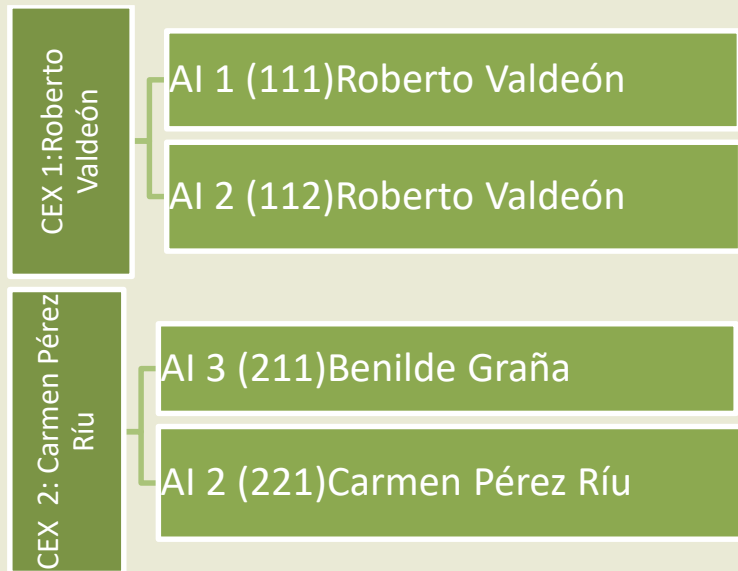 CEX 1:Roberto
Valdeón
AI 1 (111)Roberto Valdeón
AI 2 (112)Roberto Valdeón
CEX  2: Carmen Pérez
Ríu
AI 3 (211)Benilde Graña
AI 2 (221)Carmen Pérez Ríu